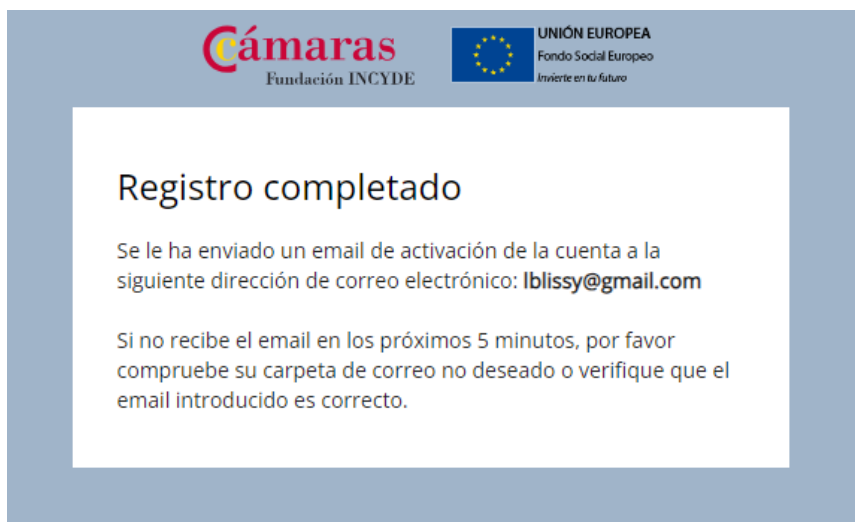 Cámaras
Fundación INCYDE
UNIÓN EUROPEA
Fondo Social Europeo
Invierte en tu futuro
Registro completado
Se le ha enviado un email de activación de la cuenta a la
siguiente dirección de correo electrónico: lblissy@gmail.com
Si no recibe el email en los próximos 5 minutos, por favor
compruebe su carpeta de correo no deseado o verifique que el
email introducido es correcto.